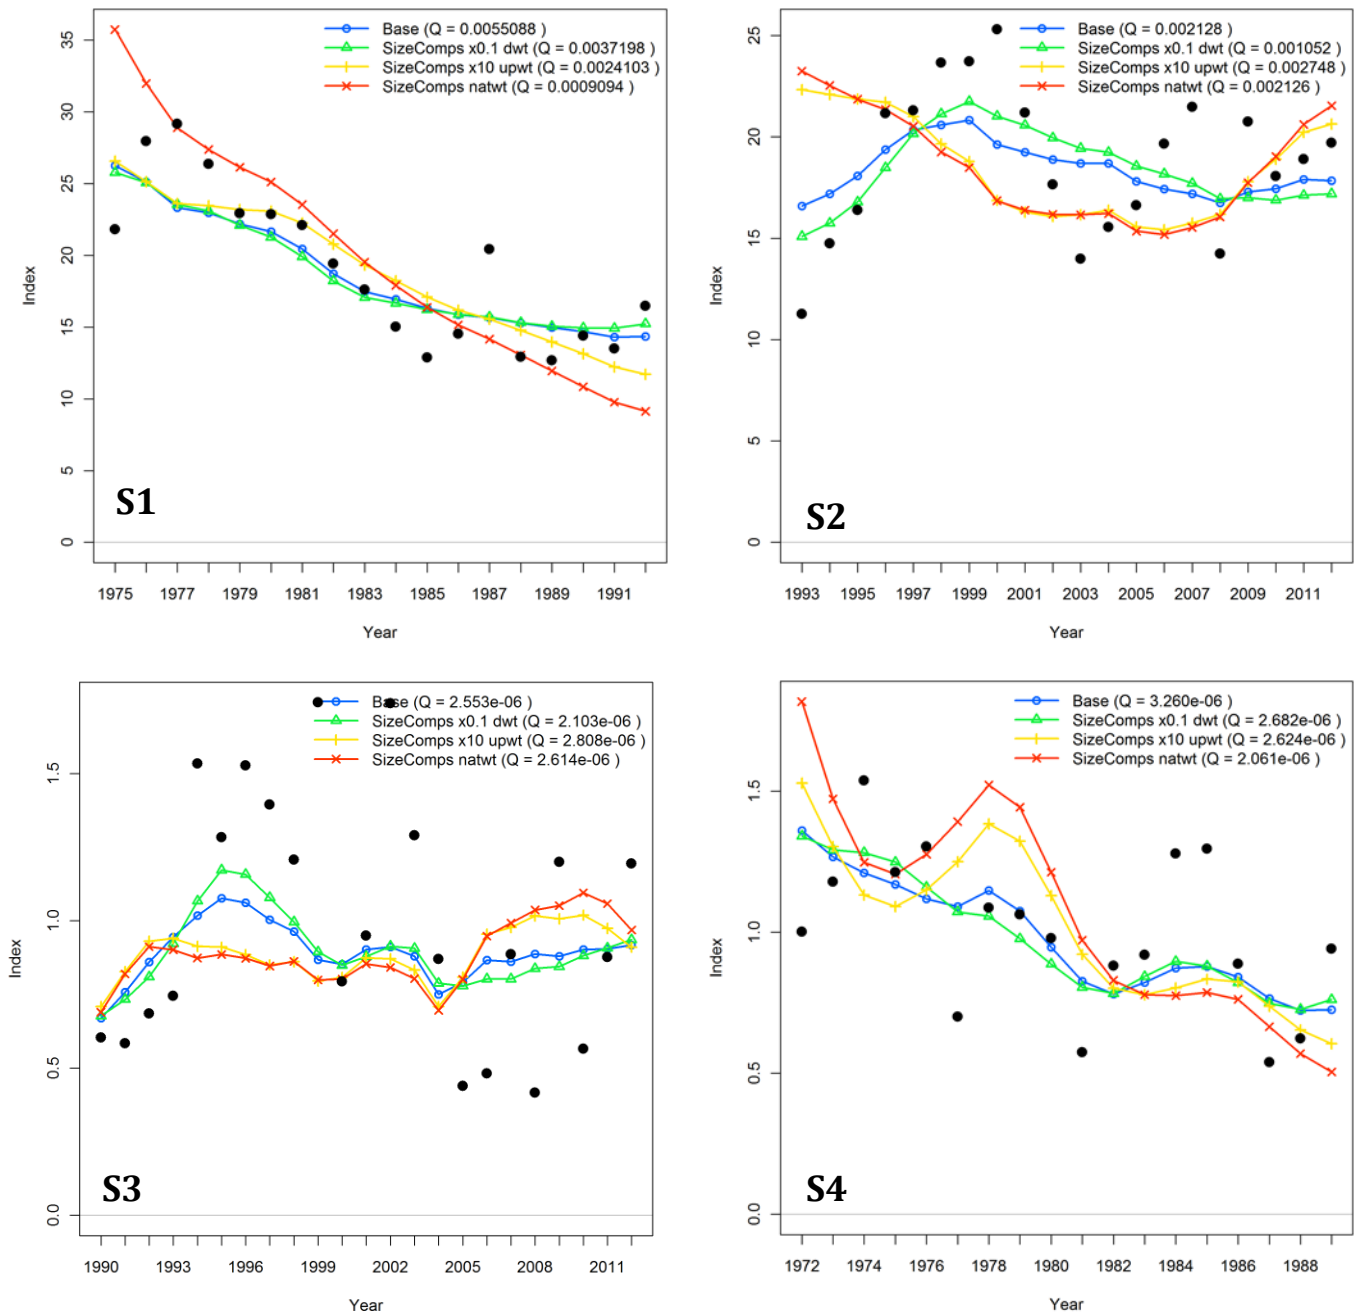 Base (Q = 0.0055088 )
SizeComps x0.1 dwt (Q = 0.0037198 )
SizeComps x10 upwt (Q = 0.0024103 )
SizeComps natwt (Q = 0.0009094 )
35
30
25
20
15
10
5
0
Index
S1
1975 1977 1979 1981 1983 1985 1987 1989 1991
Year
Base (Q = 0.002128 )
SizeComps x0.1 dwt (Q = 0.001052 )
SizeComps x10 upwt (Q = 0.002748 )
SizeComps natwt (Q = 0.002126 )
25
20
15
10
5
0
Index
S2
1993 1995 1997 1999 2001 2003 2005 2007 2009 2011
Year
Base (Q = 2.553e-06 )
SizeComps x0.1 dwt (Q = 2.103e-06 )
SizeComps x10 upwt (Q = 2.808e-06 )
SizeComps natwt (Q = 2.614e-06 )
1.5
1.0
0.5
0.0
Index
S3
1990 1993 1996 1999 2002 2005 2008 2011
Year
Base (Q = 3.260e-06 )
SizeComps x0.1 dwt (Q = 2.682e-06 )
SizeComps x10 upwt (Q = 2.624e-06 )
SizeComps natwt (Q = 2.061e-06 )
1.5
1.0
0.5
0.0
Index
S4
1972 1974 1976 1978 1980 1982 1984 1986 1988
Year